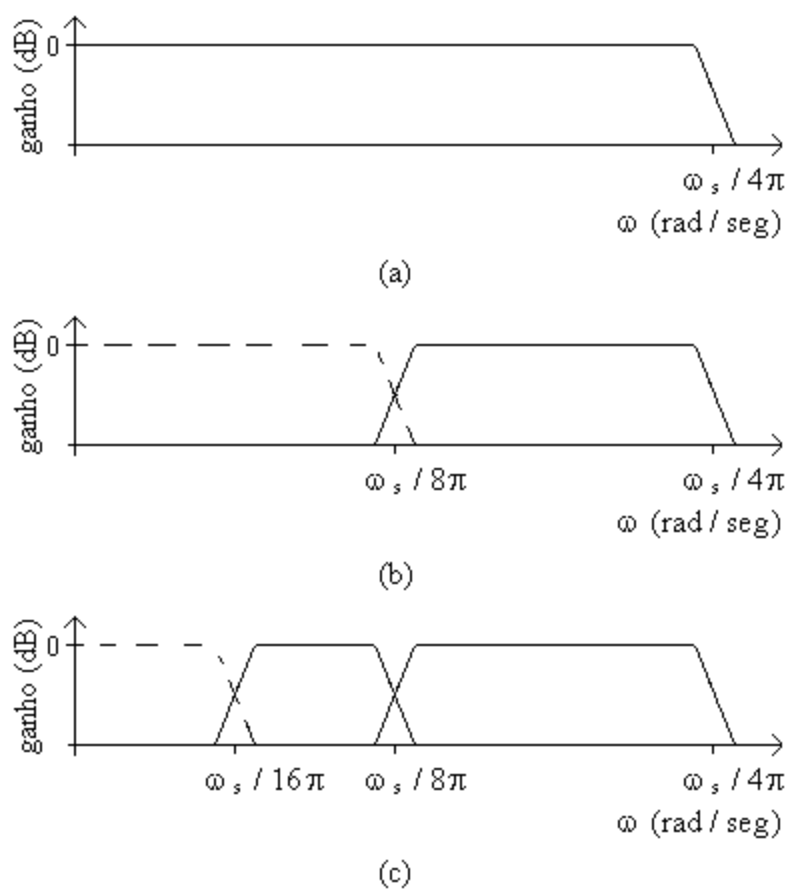 ganho (dB)
0
ω s / 4π
ω (rad / seg)
(a)
ganho (dB)
0
ω s / 8π ω s / 4π
ω (rad / seg)
(b)
ganho (dB)
0
ω s / 16π ω s / 8π ω s / 4π
ω (rad / seg)
(c)